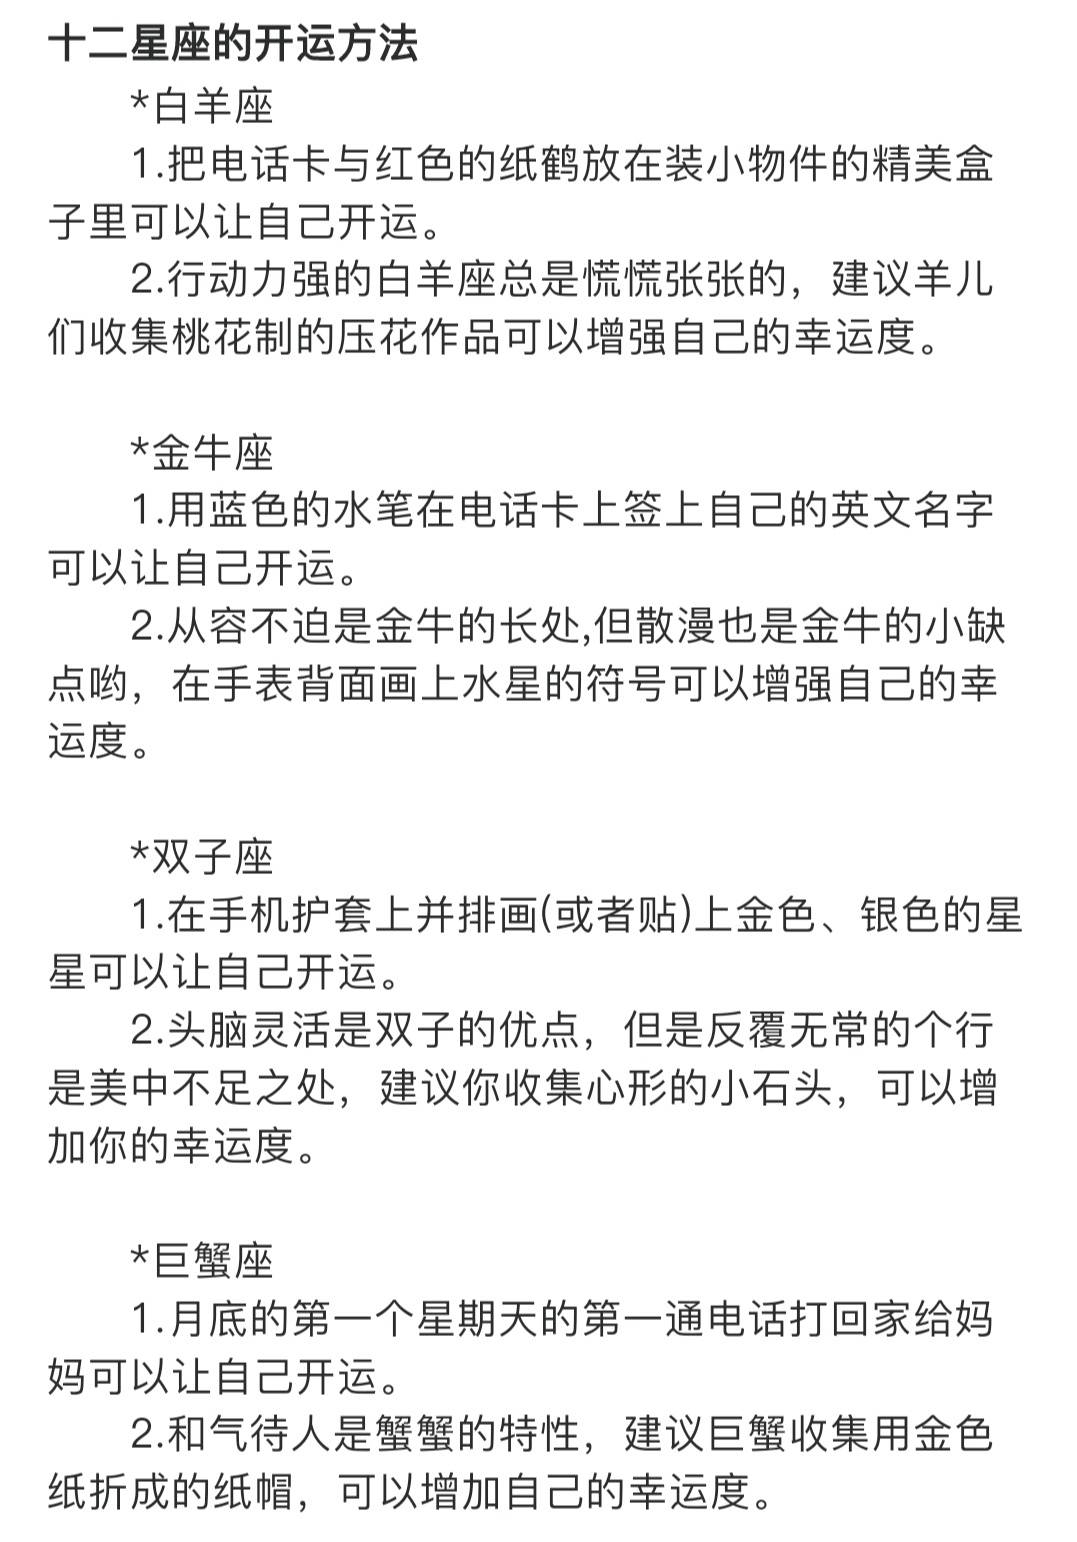 十二星座的开运方法
*白羊座
1.把电话卡与红色的纸鹤放在装小物件的精美盒
子里可以让自己开运。
2.行动力强的白羊座总是慌慌张张的，建议羊儿
们收集桃花制的压花作品可以增强自己的幸运度。
*金牛座
1.用蓝色的水笔在电话卡上签上自己的英文名字
可以让自己开运。
2.从容不迫是金牛的长处,但散漫也是金牛的小缺
点哟，在手表背面画上水星的符号可以增强自己的幸
运度。
*双子座
1.在手机护套上并排画(或者贴)上金色、银色的星
星可以让自己开运。
2.头脑灵活是双子的优点，但是反覆无常的个行
是美中不足之处，建议你收集心形的小石头，可以增
加你的幸运度。
*巨蟹座
1.月底的第一个星期天的第一通电话打回家给妈
妈可以让自己开运。
2.和气待人是蟹蟹的特性，建议巨蟹收集用金色
纸折成的纸帽，可以增加自己的幸运度。